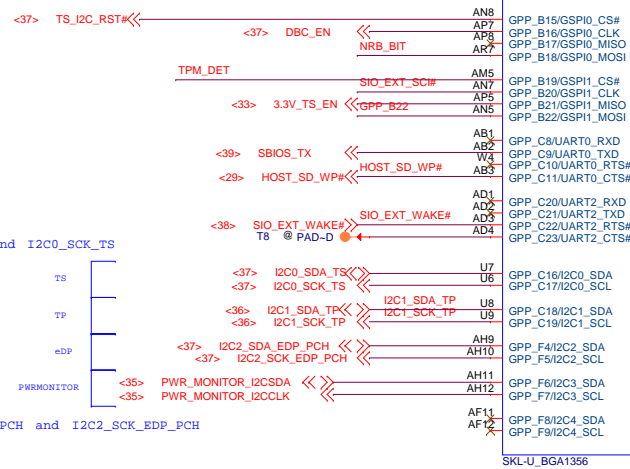 <37> TS_I2C_RST# AN8 GPP_B15/GSPI0_CS#
<37> DBC_EN AP7 GPP_B16/GSPI0_CLK
AP8 GPP_B17/GSPI0_MISO
NRB_BIT AR7 GPP_B18/GSPI0_MOSI
TPM_DET AM5 GPP_B19/GSPI1_CS#
SIO_EXT_SCI# AN7 GPP_B20/GSPI1_CLK
<33> 3.3V_TS_EN AP5 GPP_B21/GSPI1_MISO
GPP_B22 AN5 GPP_B22/GSPI1_MOSI
AB1 GPP_C8/UART0_RXD
<39> SBIOS_TX AB2 GPP_C9/UART0_TXD
W4 GPP_C10/UART0_RTS#
<29> HOST_SD_WP# HOST_SD_WP# AB3 GPP_C11/UART0_CTS#
AD1 GPP_C20/UART2_RXD
AD2 GPP_C21/UART2_TXD
<38> SIO_EXT_WAKE# SIO_EXT_WAKE# AD3 GPP_C22/UART2_RTS#
T8 @ PAD~D AD4 GPP_C23/UART2_CTS#
nd I2C0_SCK_TS
TS <37> I2C0_SDA_TS U7 GPP_C16/I2C0_SDA
<37> I2C0_SCK_TS U6 GPP_C17/I2C0_SCL
TP <36> I2C1_SDA_TP I2C1_SDA_TP U8 GPP_C18/I2C1_SDA
<36> I2C1_SCK_TP I2C1_SCK_TP U9 GPP_C19/I2C1_SCL
eDP <37> I2C2_SDA_EDP_PCH AH9 GPP_F4/I2C2_SDA
<37> I2C2_SCK_EDP_PCH AH10 GPP_F5/I2C2_SCL
PWRMONITOR <35> PWR_MONITOR_I2CSDA AH11 GPP_F6/I2C3_SDA
<35> PWR_MONITOR_I2CCLK AH12 GPP_F7/I2C3_SCL
AF11 GPP_F8/I2C4_SDA
PCH and I2C2_SCK_EDP_PCH AF12 GPP_F9/I2C4_SCL
SKL-U_BGA1356